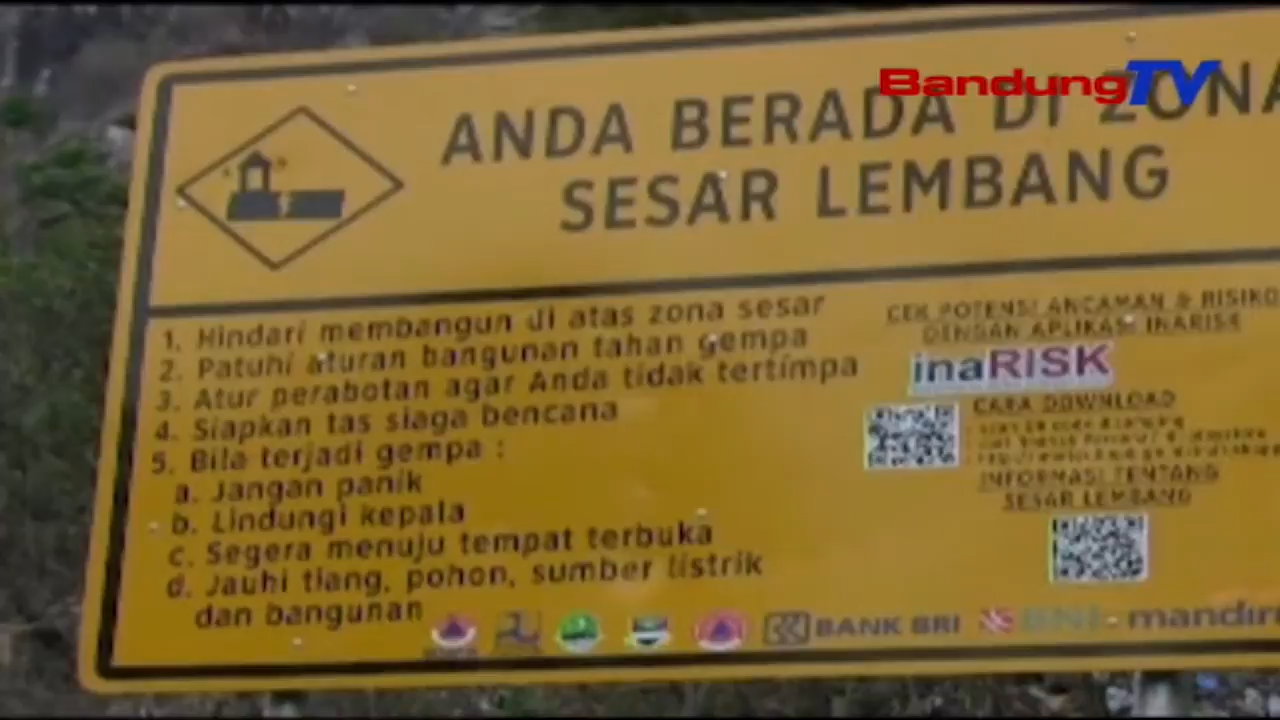 BandungTV
ANDA BERADA DI ZONA
SESAR LEMBANG
1. Hindari membangun di atas zona sesar
2. Patuhi aturan bangunan tahan gempa
3. Atur perabotan agar Anda tidak tertimpa
4. Siapkan tas siaga bencana
5. Bila terjadi gempa :
a. Jangan panik
b. Lindungi kepala
c. Segera menuju tempat terbuka
d. Jauhi tiang, pohon, sumber listrik
dan bangunan
CEK POTENSI ANCAMAN & RISIKO
DENGAN APLIKASI INARISK
inaRISK
CARA DOWNLOAD
INFORMASI TENTANG
SESAR LEMBANG
BANK BRI
BNI
mandiri